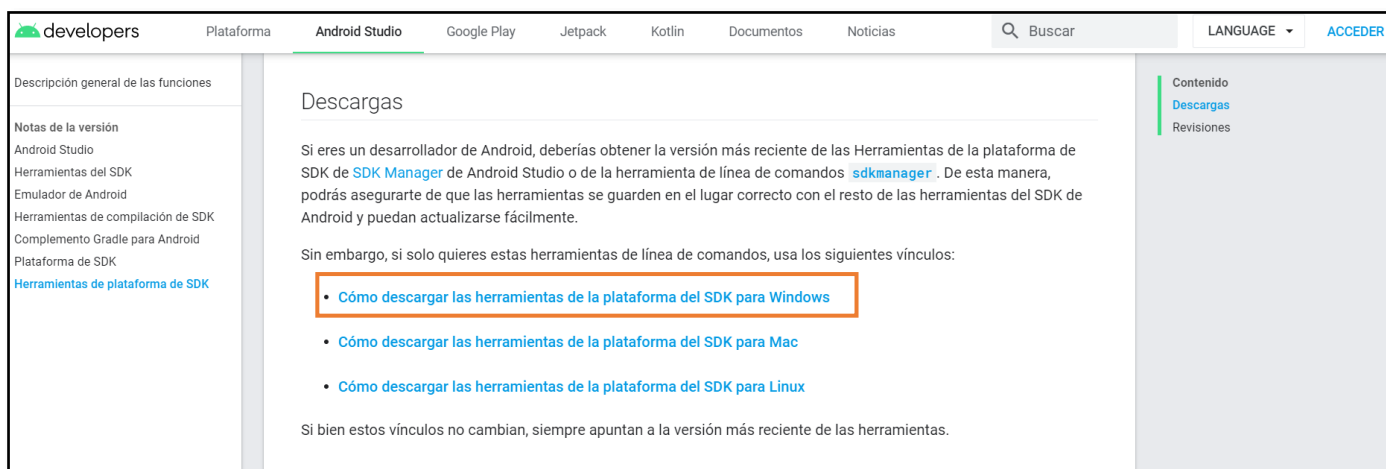 developers
Plataforma
Android Studio
Google Play
Jetpack
Kotlin
Documentos
Noticias
Buscar
LANGUAGE
ACCEDER
Descripción general de las funciones
Notas de la versión
Android Studio
Herramientas del SDK
Emulador de Android
Herramientas de compilación de SDK
Complemento Gradle para Android
Plataforma de SDK
Herramientas de plataforma de SDK
Descargas
Si eres un desarrollador de Android, deberías obtener la versión más reciente de las Herramientas de la plataforma de
SDK de SDK Manager de Android Studio o de la herramienta de línea de comandos sdkmanager. De esta manera,
podrás asegurarte de que las herramientas se guarden en el lugar correcto con el resto de las herramientas del SDK de
Android y puedan actualizarse fácilmente.
Sin embargo, si solo quieres estas herramientas de línea de comandos, usa los siguientes vínculos:
• Cómo descargar las herramientas de la plataforma del SDK para Windows
• Cómo descargar las herramientas de la plataforma del SDK para Mac
• Cómo descargar las herramientas de la plataforma del SDK para Linux
Si bien estos vínculos no cambian, siempre apuntan a la versión más reciente de las herramientas.
Contenido
Descargas
Revisiones